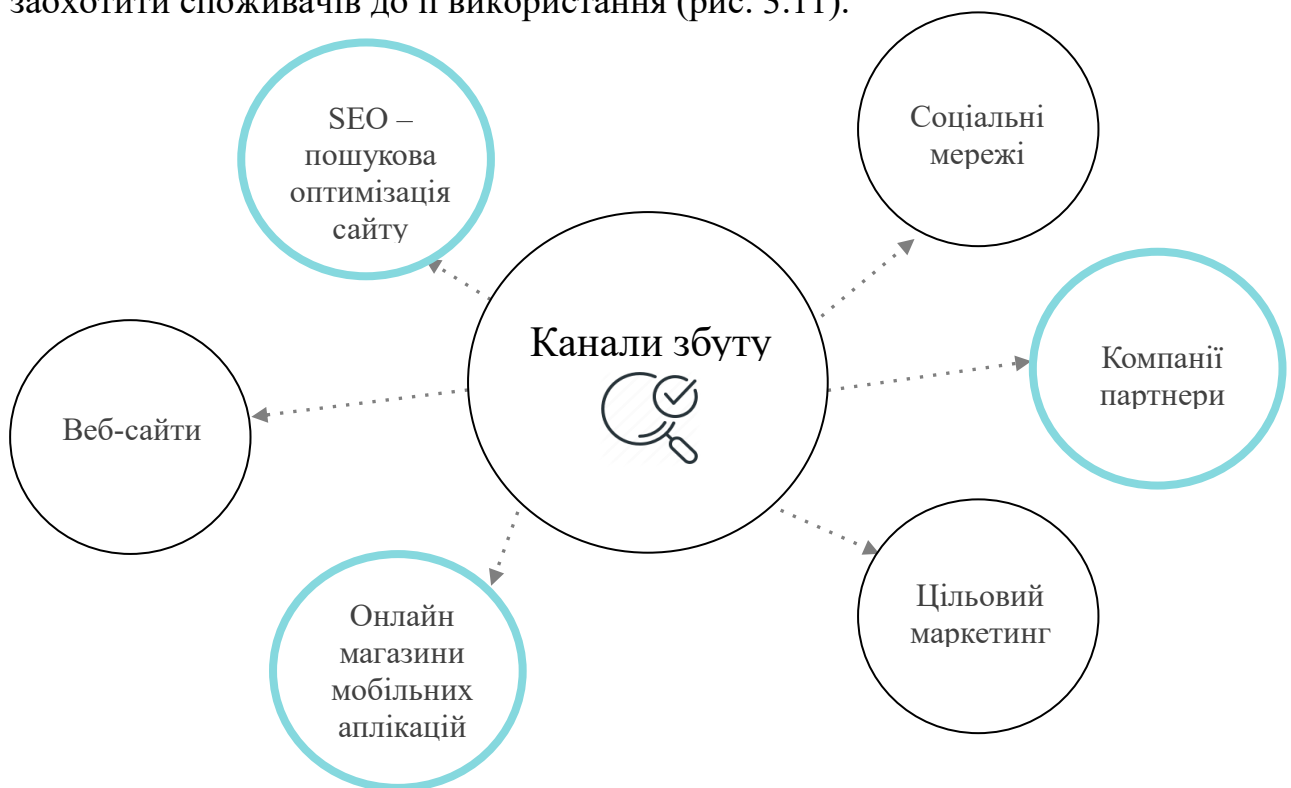 заохотити споживачів до її використання (рис. 3.11).
SEO –
пошукова
оптимізація
сайту
Соціальні
мережі
Канали збуту
Компанії
партнери
Веб-сайти
Цільовий
маркетинг
Онлайн
магазини
мобільних
аплікацій